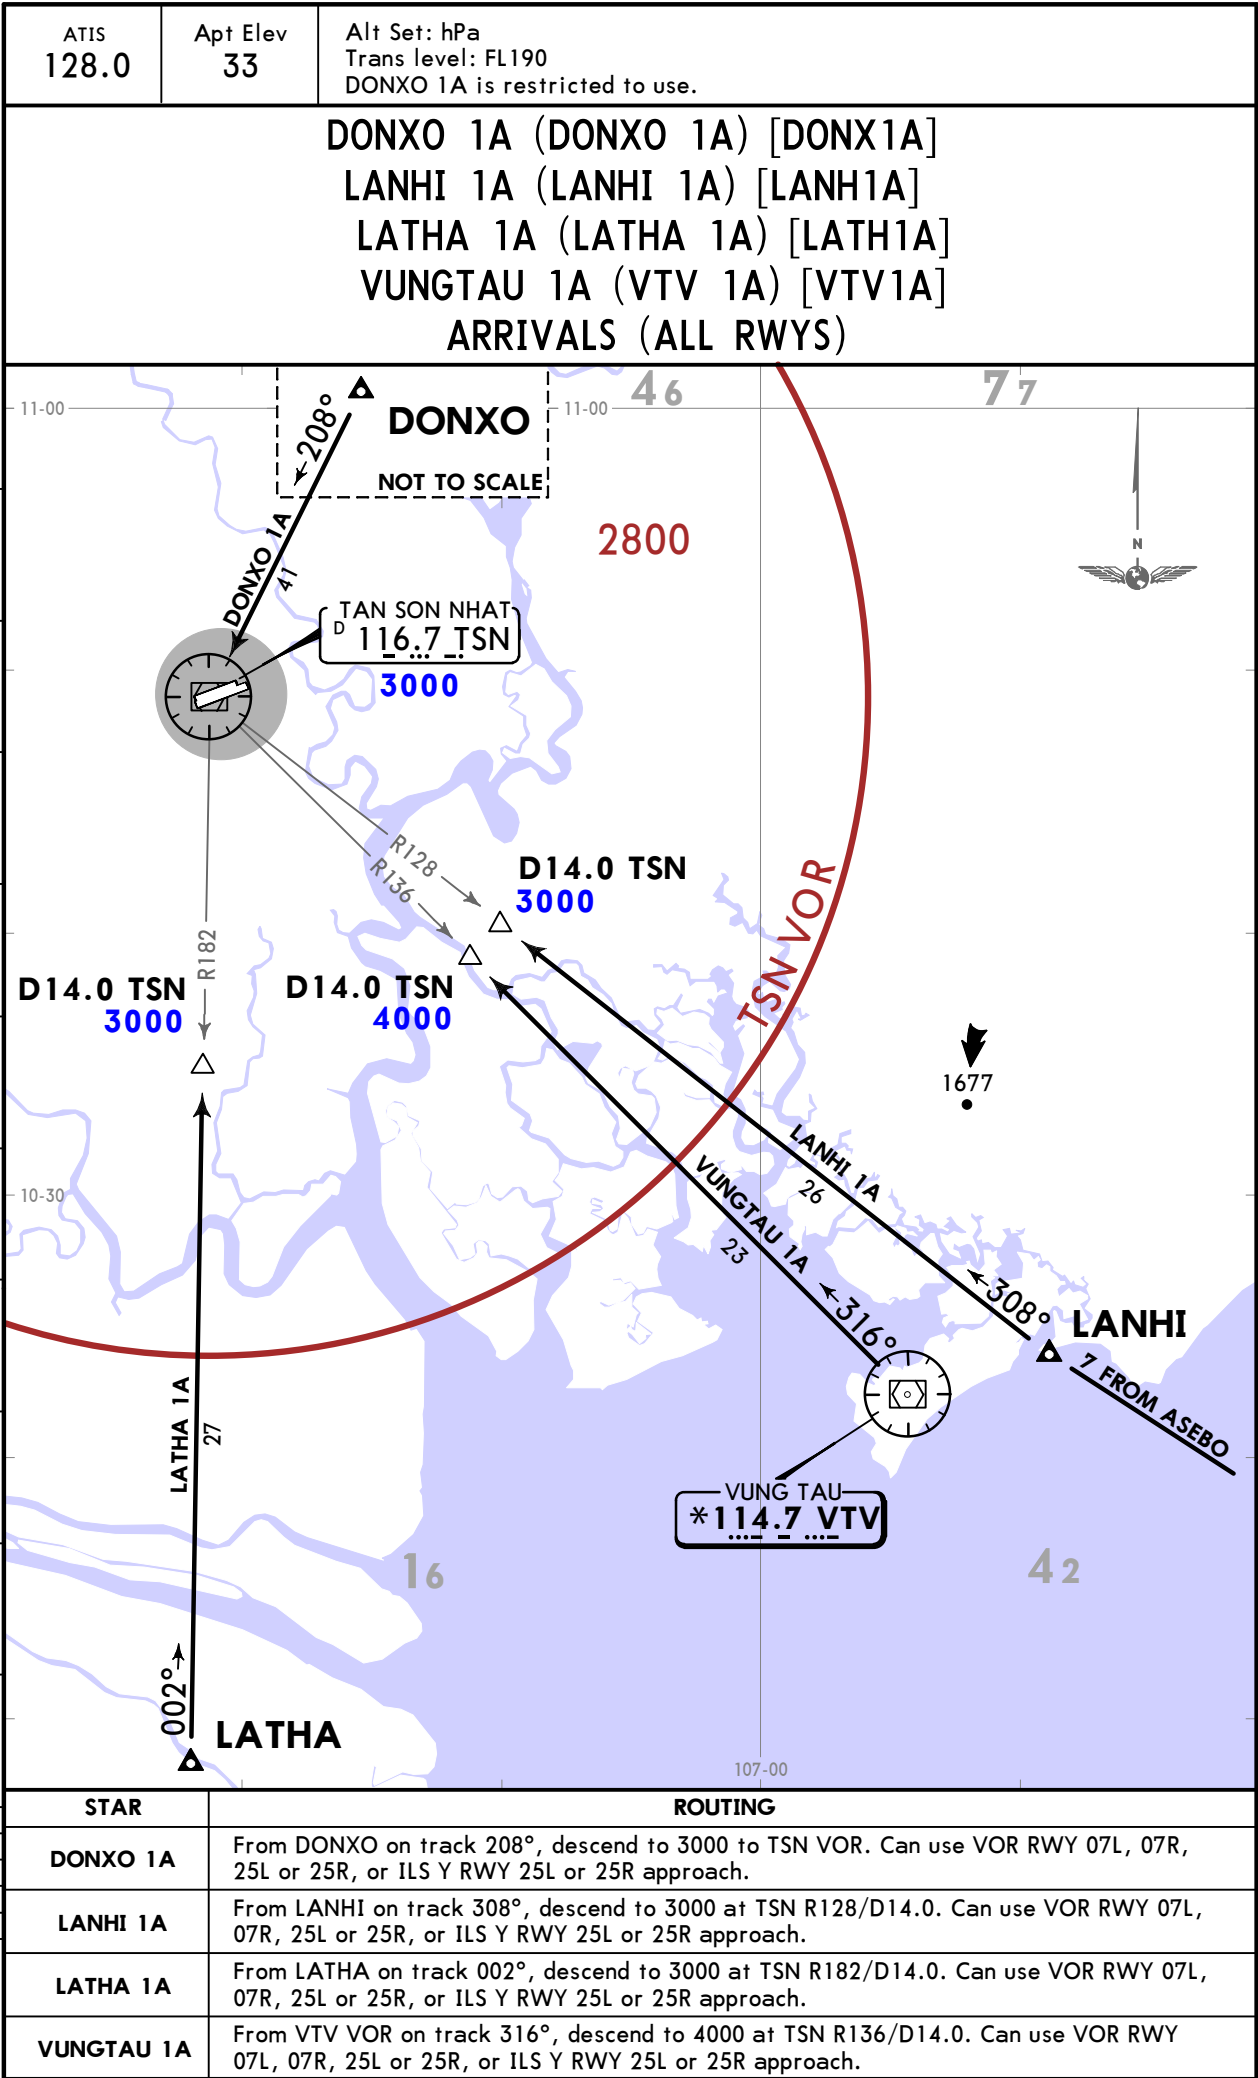 ATIS
128.0
Apt Elev
33
Alt Set: hPa
Trans level: FL190
DONXO 1A is restricted to use.
DONXO 1A (DONXO 1A) [DONX1A]
LANHI 1A (LANHI 1A) [LANH1A]
LATHA 1A (LATHA 1A) [LATH1A]
VUNGTAU 1A (VTV 1A) [VTV1A]
ARRIVALS (ALL RWYS)
11-00
DONXO
NOT TO SCALE
208°
11-00
46
77
2800
N
DONXO 1A
41
TAN SON NHAT
D 116.7 TSN
3000
R128
R136
R182
D14.0 TSN
3000
D14.0 TSN
4000
D14.0 TSN
3000
TSN VOR
1677
10-30
LANHI 1A
26
VUNGTAU 1A
23
308°
316°
LANHI
7 FROM ASEBO
VUNG TAU
*114.7 VTV
LATHA 1A
27
16
42
002°
LATHA
107-00
STAR
ROUTING
DONXO 1A
From DONXO on track 208°, descend to 3000 to TSN VOR. Can use VOR RWY 07L, 07R,
25L or 25R, or ILS Y RWY 25L or 25R approach.
LANHI 1A
From LANHI on track 308°, descend to 3000 at TSN R128/D14.0. Can use VOR RWY 07L,
07R, 25L or 25R, or ILS Y RWY 25L or 25R approach.
LATHA 1A
From LATHA on track 002°, descend to 3000 at TSN R182/D14.0. Can use VOR RWY 07L,
07R, 25L or 25R, or ILS Y RWY 25L or 25R approach.
VUNGTAU 1A
From VTV VOR on track 316°, descend to 4000 at TSN R136/D14.0. Can use VOR RWY
07L, 07R, 25L or 25R, or ILS Y RWY 25L or 25R approach.